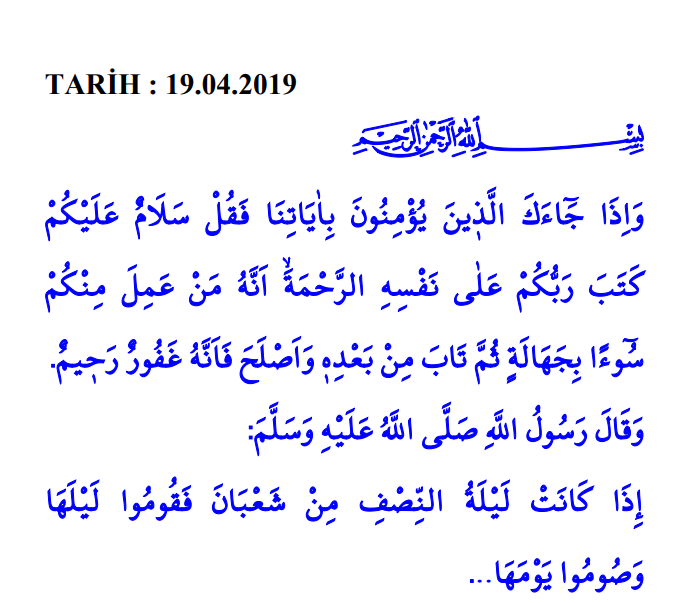 TARİH : 19.04.2019
بِسْمِ اللهِ الرَّحْمٰنِ الرَّحِيمِ
وَاِذَا جَٓاءَكَ الَّذ۪ينَ يُؤْمِنُونَ بِاٰيَاتِنَا فَقُلْ سَلَامٌ عَلَيْكُمْ
كَتَبَ رَبُّكُمْ عَلٰى نَفْسِهِ الرَّحْمَةَۙ اَنَّهُ مَنْ عَمِلَ مِنْكُمْ
سُٓوءًا بِجَهَالَةٍ ثُمَّ تَابَ مِنْ بَعْدِه۪ وَاَصْلَحَ فَاَنَّهُ غَفُورٌ رَح۪يمٌ.
وَقَالَ رَسُولُ اللَّهِ صَلَّى اللَّهُ عَلَيْهِ وَسَلَّمَ:
إِذَا كَانَتْ لَيْلَةُ النِّصْفِ مِنْ شَعْبَانَ فَقُومُوا لَيْلَهَا
وَصُومُوا يَوْمَهَا...